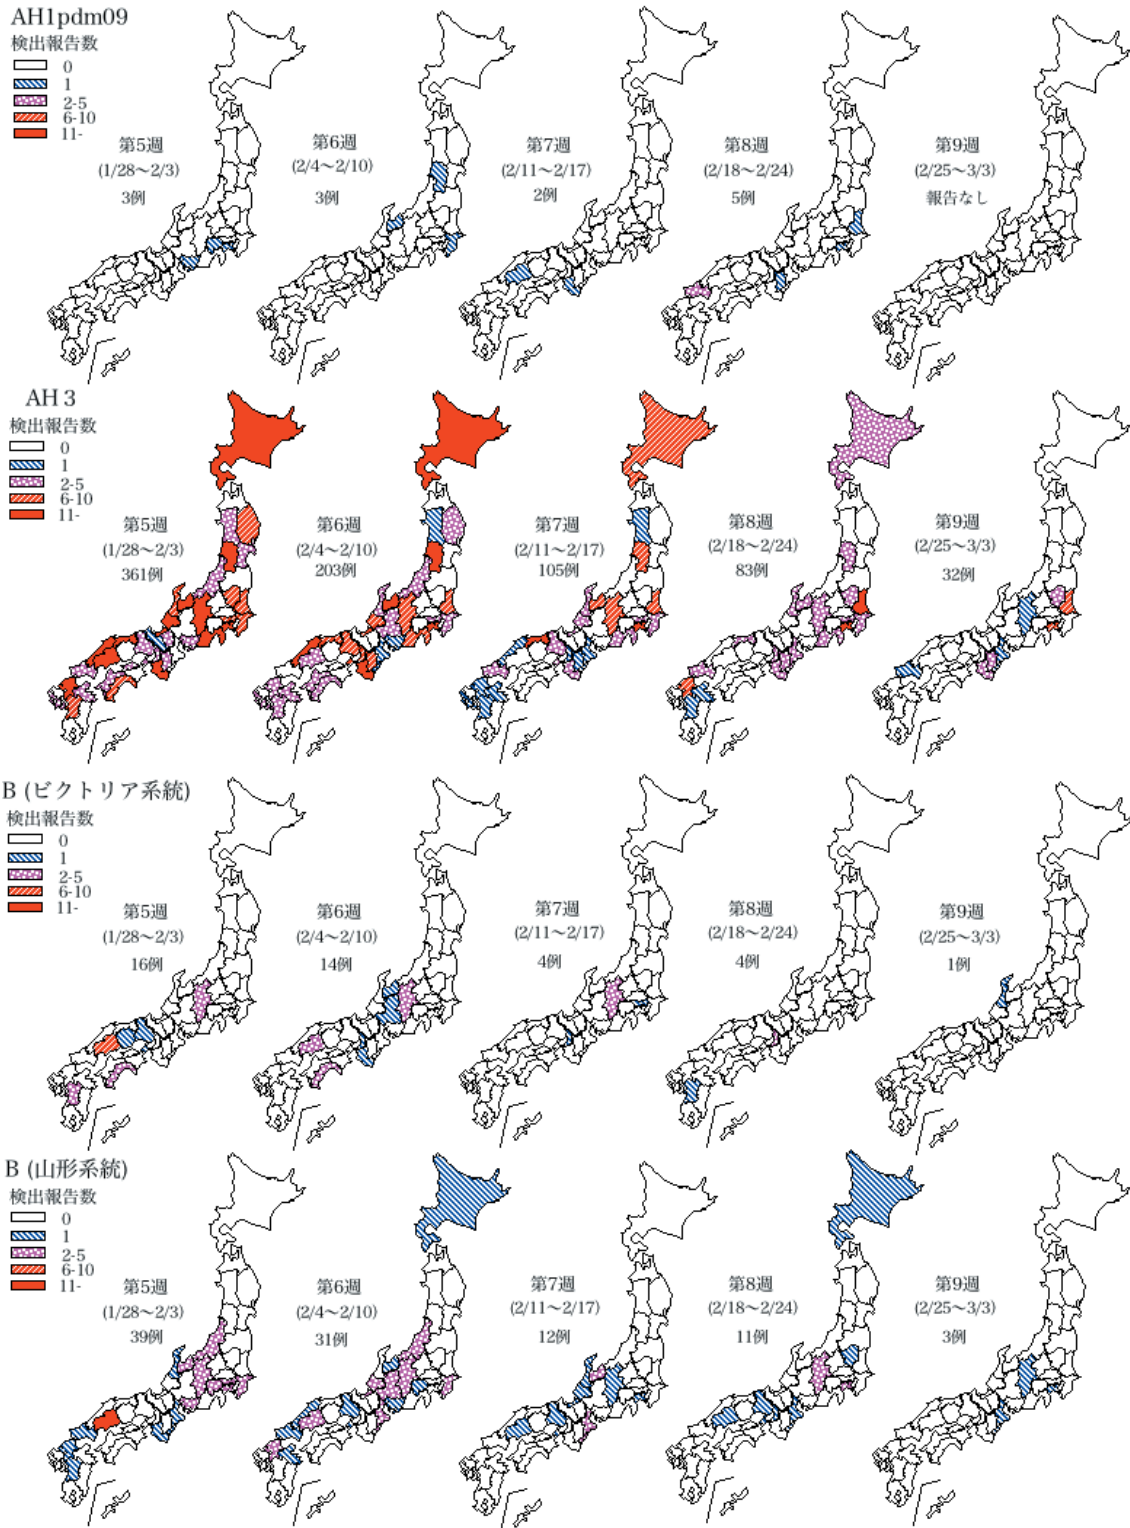 AH1pdm09
検出報告数
0
1
2-5
6-10
11-
第5週
(1/28～2/3)
3例
第6週
(2/4～2/10)
3例
第7週
(2/11～2/17)
2例
第8週
(2/18～2/24)
5例
第9週
(2/25～3/3)
報告なし
AH 3
検出報告数
0
1
2-5
6-10
11-
第5週
(1/28～2/3)
361例
第6週
(2/4～2/10)
203例
第7週
(2/11～2/17)
105例
第8週
(2/18～2/24)
83例
第9週
(2/25～3/3)
32例
B (ビクトリア系統)
検出報告数
0
1
2-5
6-10
11-
第5週
(1/28～2/3)
16例
第6週
(2/4～2/10)
14例
第7週
(2/11～2/17)
4例
第8週
(2/18～2/24)
4例
第9週
(2/25～3/3)
1例
B (山形系統)
検出報告数
0
1
2-5
6-10
11-
第5週
(1/28～2/3)
39例
第6週
(2/4～2/10)
31例
第7週
(2/11～2/17)
12例
第8週
(2/18～2/24)
11例
第9週
(2/25～3/3)
3例